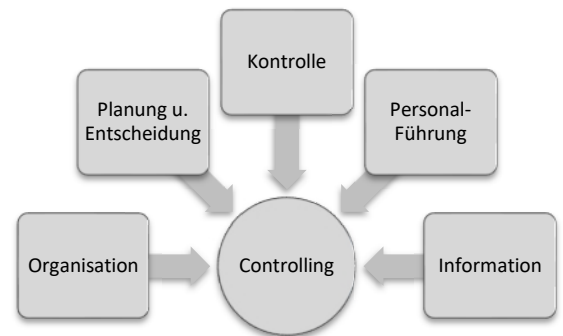 Kontrolle
Planung u.
Entscheidung
Personal-
Führung
Organisation
Controlling
Information